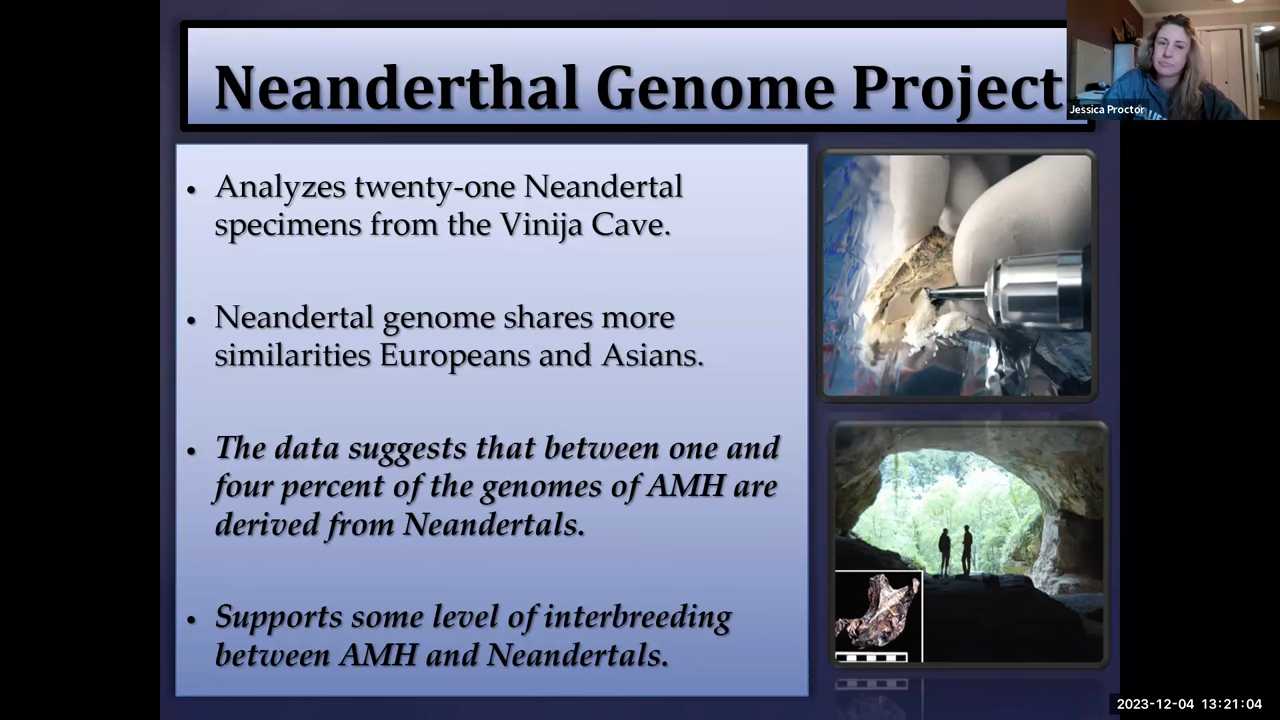 Neanderthal Genome Project
Jessica Proctor
• Analyzes twenty-one Neandertal
specimens from the Vinija Cave.
• Neandertal genome shares more
similarities Europeans and Asians.
• The data suggests that between one and
four percent of the genomes of AMH are
derived from Neandertals.
• Supports some level of interbreeding
between AMH and Neandertals.
2023-12-04 13:21:04